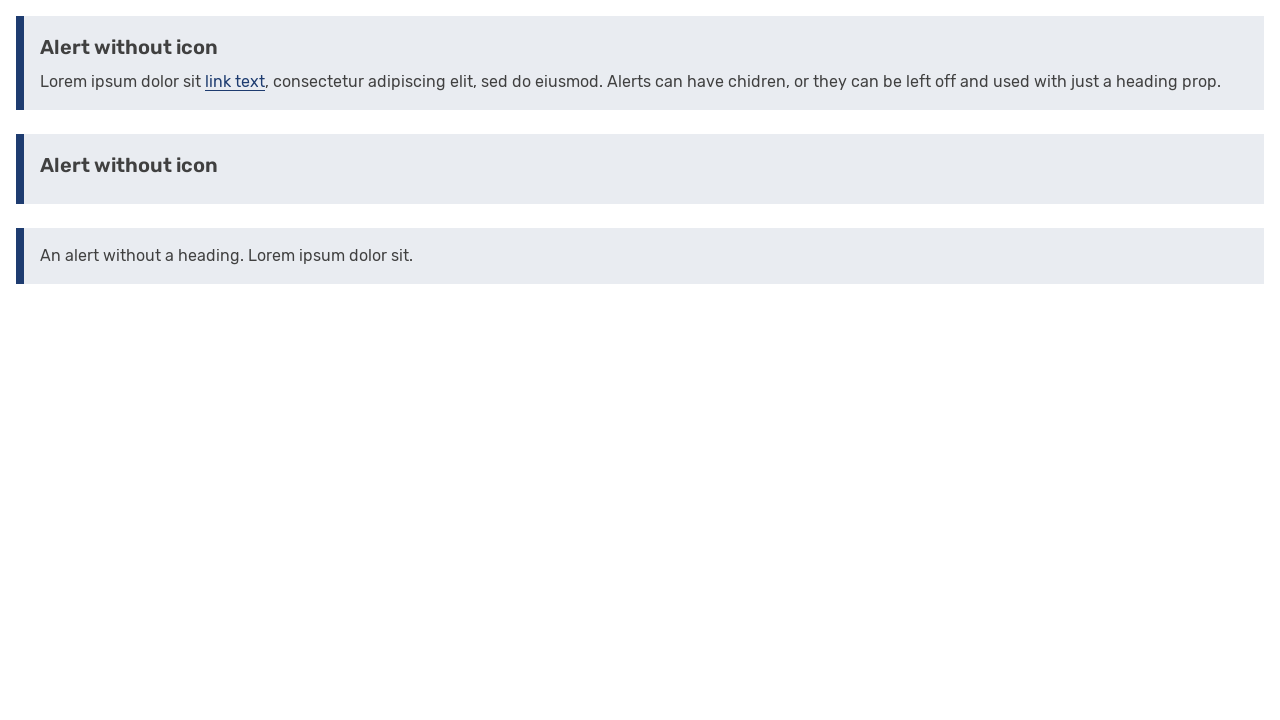 Alert without icon
Lorem ipsum dolor sit link text, consectetur adipiscing elit, sed do eiusmod. Alerts can have chidren, or they can be left off and used with just a heading prop.
Alert without icon
An alert without a heading. Lorem ipsum dolor sit.